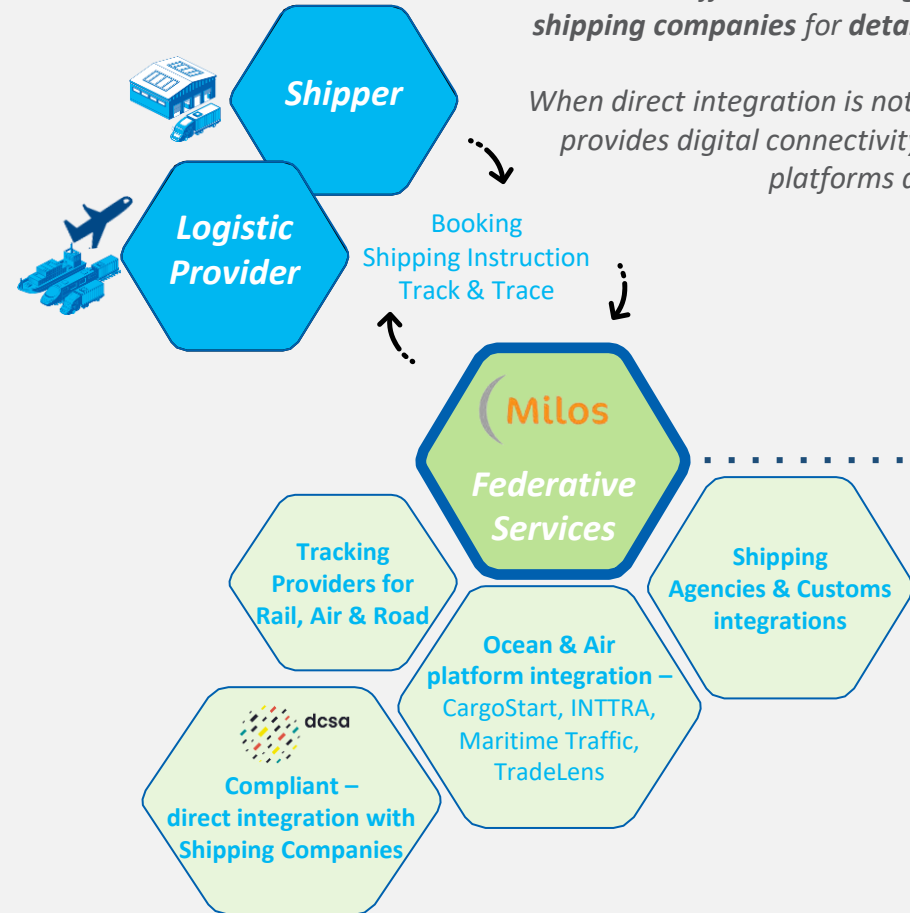 shipping companies for
When direct integration is not
provides digital connectivity
platforms
Shipper
Logistic
Provider
Booking
Shipping Instruction
Track & Trace
Milos
Federative
Services
Tracking
Providers for
Rail, Air & Road
Shipping
Agencies & Customs
integrations
Ocean & Air
platform integration –
CargoStart, INTTRA,
Maritime Traffic,
TradeLens
dcsa
Compliant –
direct integration with
Shipping Companies